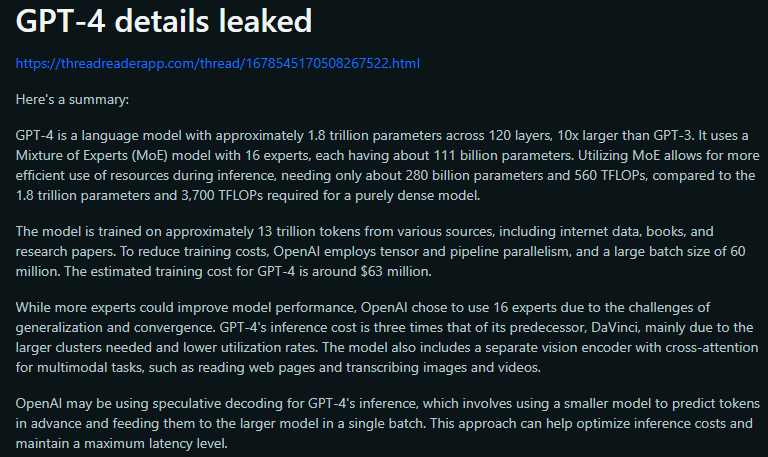 GPT-4 details leaked
https://threadreaderapp.com/thread/1678545170508267522.html
Here's a summary:
GPT-4 is a language model with approximately 1.8 trillion parameters across 120 layers, 10x larger than GPT-3. It uses a
Mixture of Experts (MoE) model with 16 experts, each having about 111 billion parameters. Utilizing MoE allows for more
efficient use of resources during inference, needing only about 280 billion parameters and 560 TFLOPs, compared to the
1.8 trillion parameters and 3,700 TFLOPs required for a purely dense model.
The model is trained on approximately 13 trillion tokens from various sources, including internet data, books, and
research papers. To reduce training costs, OpenAI employs tensor and pipeline parallelism, and a large batch size of 60
million. The estimated training cost for GPT-4 is around $63 million.
While more experts could improve model performance, OpenAI chose to use 16 experts due to the challenges of
generalization and convergence. GPT-4's inference cost is three times that of its predecessor, DaVinci, mainly due to the
larger clusters needed and lower utilization rates. The model also includes a separate vision encoder with cross-attention
for multimodal tasks, such as reading web pages and transcribing images and videos.
OpenAI may be using speculative decoding for GPT-4's inference, which involves using a smaller model to predict tokens
in advance and feeding them to the larger model in a single batch. This approach can help optimize inference costs and
maintain a maximum latency level.